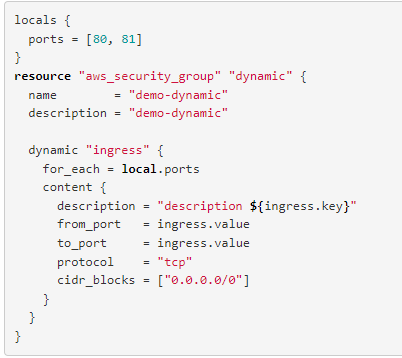 locals {
  ports = [80, 81]
}
resource "aws_security_group" "dynamic" {
  name        = "demo-dynamic"
  description = "demo-dynamic"

  dynamic "ingress" {
    for_each = local.ports
    content {
      description = "description ${ingress.key}"
      from_port   = ingress.value
      to_port     = ingress.value
      protocol    = "tcp"
      cidr_blocks = ["0.0.0.0/0"]
    }
  }
}